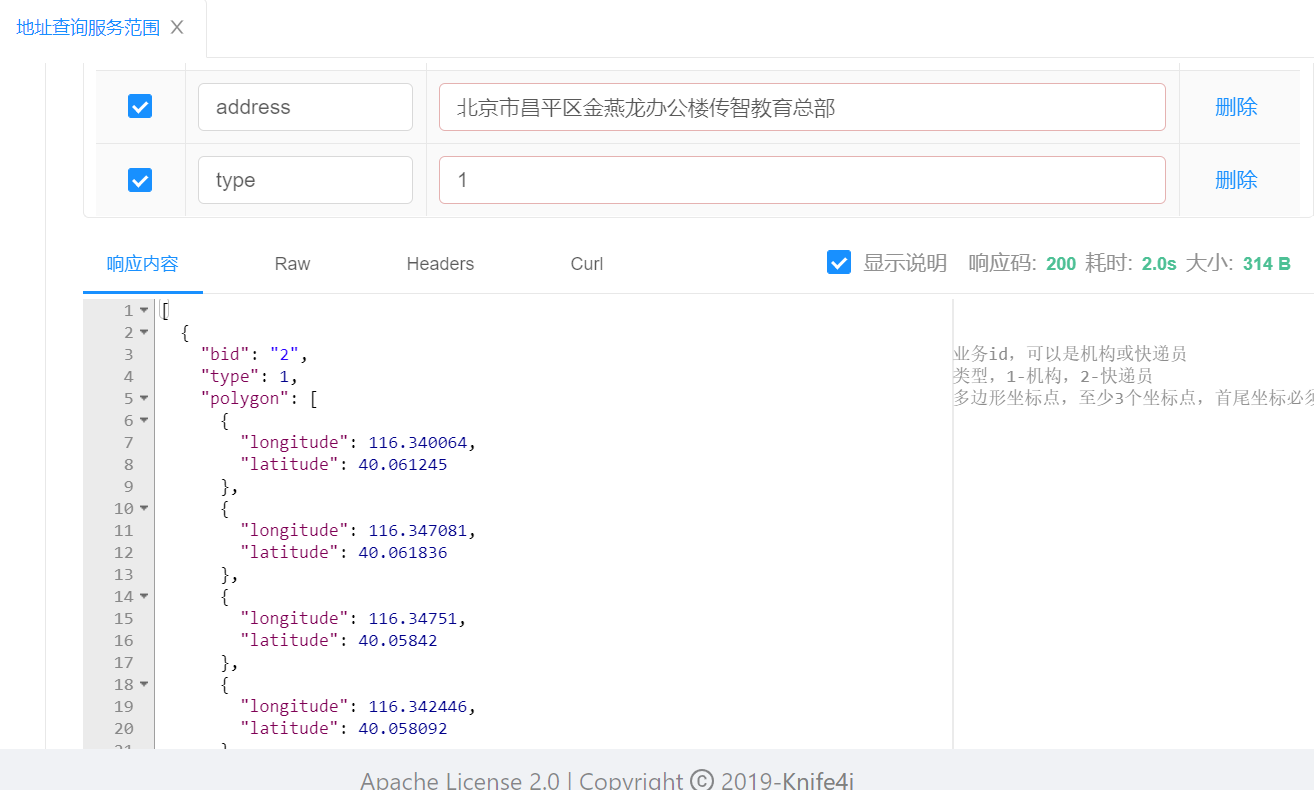 地址查询服务范围
address 北京市昌平区金燕龙办公楼传智教育总部 删除
type 1 删除
响应内容 Raw Headers Curl 显示说明 响应码: 200 耗时: 2.0s 大小: 314 B
1 [
2 {
3 "bid": "2", 业务id，可以是机构或快递员
4 "type": 1, 类型，1-机构，2-快递员
5 "polygon": [ 多边形坐标点，至少3个坐标点，首尾坐标必须
6 {
7 "longitude": 116.340064,
8 "latitude": 40.061245
9 },
10 {
11 "longitude": 116.347081,
12 "latitude": 40.061836
13 },
14 {
15 "longitude": 116.34751,
16 "latitude": 40.05842
17 },
18 {
19 "longitude": 116.342446,
20 "latitude": 40.058092
21 }
Apache License 2.0 | Copyright © 2019-Knife4j